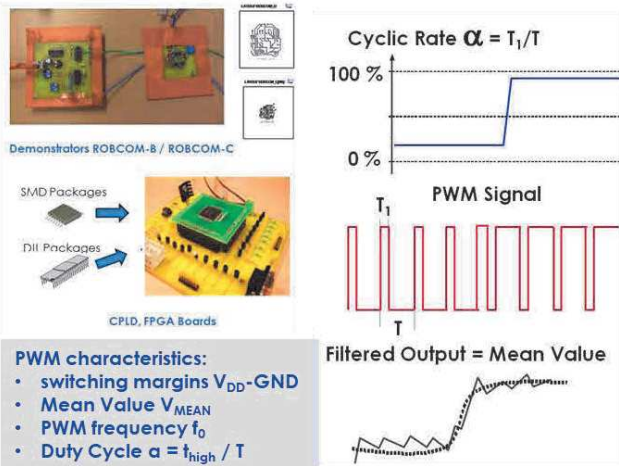 Demonstrators ROBCOM-B / ROBCOM-C
SMD Packages
DIL Packages
CPLD, FPGA Boards
PWM characteristics:
• switching margins VDD-GND
• Mean Value VMEAN
• PWM frequency f0
• Duty Cycle a = thigh / T
Cyclic Rate α = T1/T
100 %
0 %
PWM Signal
T1
T
Filtered Output = Mean Value